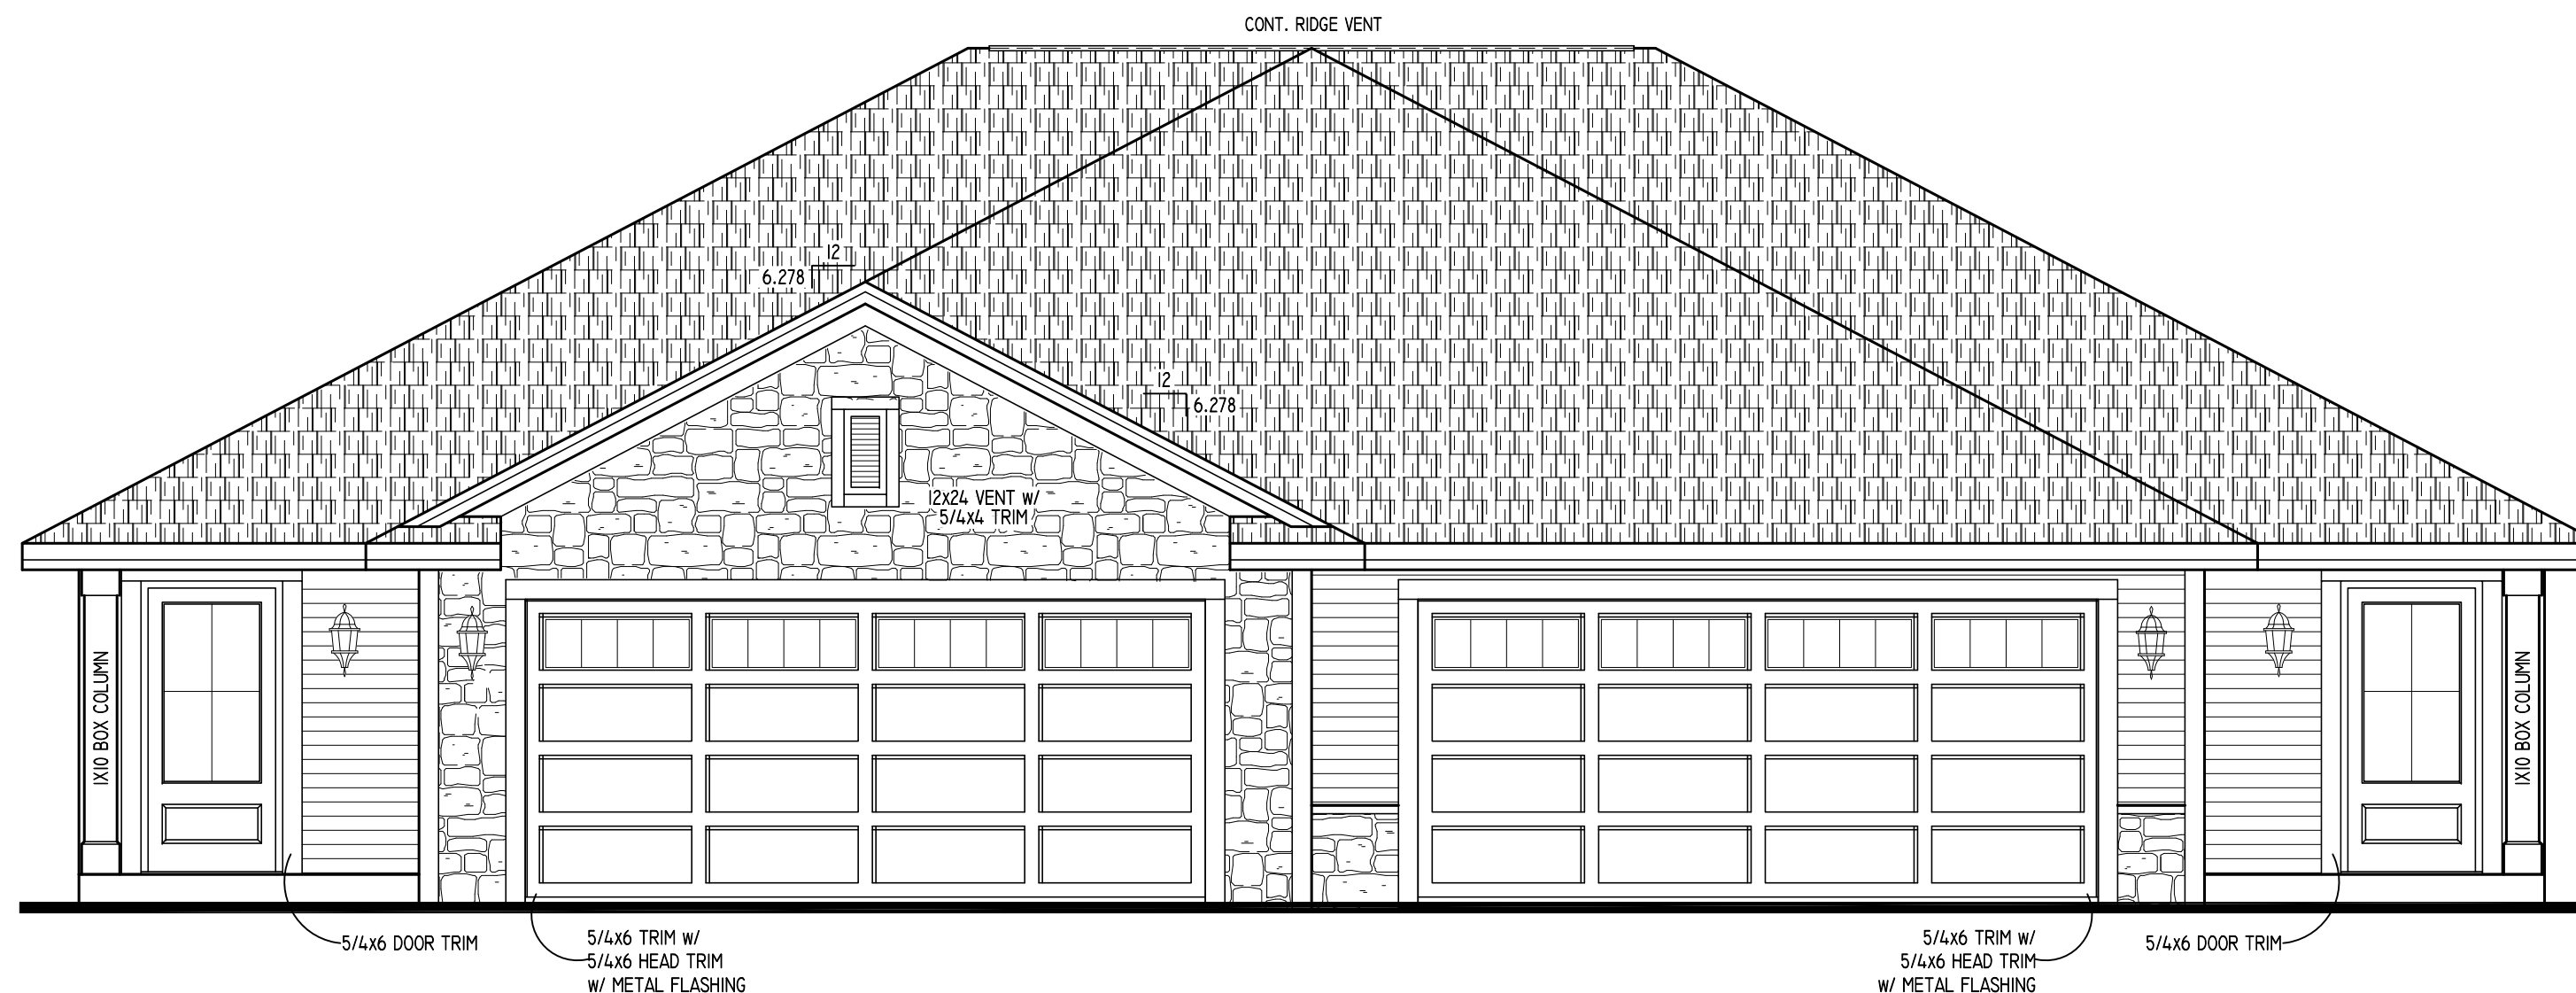 CONT. RIDGE VENT
12
6.278
12
6.278
12x24 VENT w/
5/4x4 TRIM
1X10 BOX COLUMN
1X10 BOX COLUMN
5/4x6 DOOR TRIM
5/4x6 TRIM w/
5/4x6 HEAD TRIM
w/ METAL FLASHING
5/4x6 TRIM w/
5/4x6 HEAD TRIM
w/ METAL FLASHING
5/4x6 DOOR TRIM